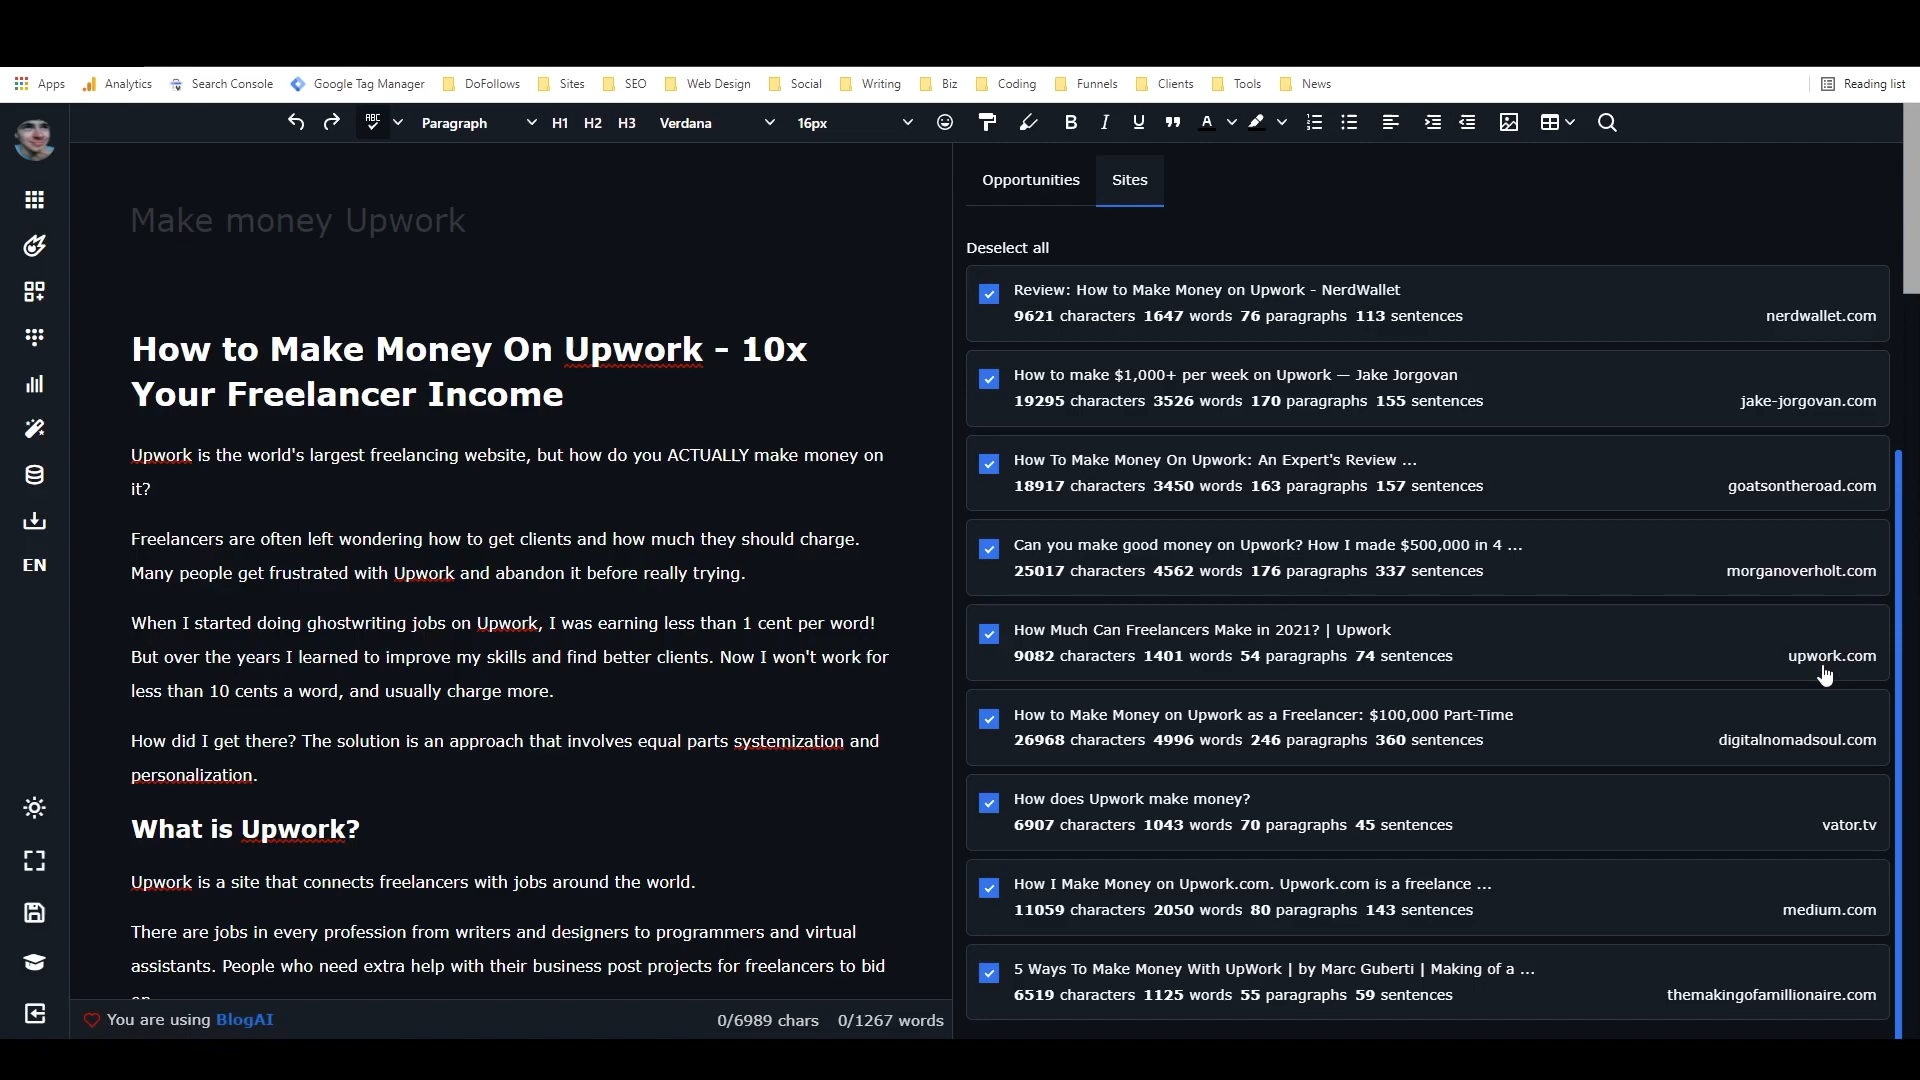 Apps Analytics Search Console Google Tag Manager DoFollows Sites SEO Web Design Social Writing Biz Coding Funnels Clients Tools News Reading list
ABC Paragraph H1 H2 H3 Verdana 16px B I U A
EN
Make money Upwork
How to Make Money On Upwork - 10x
Your Freelancer Income
Upwork is the world's largest freelancing website, but how do you ACTUALLY make money on
it?
Freelancers are often left wondering how to get clients and how much they should charge.
Many people get frustrated with Upwork and abandon it before really trying.
When I started doing ghostwriting jobs on Upwork, I was earning less than 1 cent per word!
But over the years I learned to improve my skills and find better clients. Now I won't work for
less than 10 cents a word, and usually charge more.
How did I get there? The solution is an approach that involves equal parts systemization and
personalization.
What is Upwork?
Upwork is a site that connects freelancers with jobs around the world.
There are jobs in every profession from writers and designers to programmers and virtual
assistants. People who need extra help with their business post projects for freelancers to bid
You are using BlogAI 0/6989 chars 0/1267 words
Opportunities Sites
Deselect all
Review: How to Make Money on Upwork - NerdWallet
9621 characters 1647 words 76 paragraphs 113 sentences nerdwallet.com
How to make $1,000+ per week on Upwork — Jake Jorgovan
19295 characters 3526 words 170 paragraphs 155 sentences jake-jorgovan.com
How To Make Money On Upwork: An Expert's Review ...
18917 characters 3450 words 163 paragraphs 157 sentences goatsontheroad.com
Can you make good money on Upwork? How I made $500,000 in 4 ...
25017 characters 4562 words 176 paragraphs 337 sentences morganoverholt.com
How Much Can Freelancers Make in 2021? | Upwork
9082 characters 1401 words 54 paragraphs 74 sentences upwork.com
How to Make Money on Upwork as a Freelancer: $100,000 Part-Time
26968 characters 4996 words 246 paragraphs 360 sentences digitalnomadsoul.com
How does Upwork make money?
6907 characters 1043 words 70 paragraphs 45 sentences vator.tv
How I Make Money on Upwork.com. Upwork.com is a freelance ...
11059 characters 2050 words 80 paragraphs 143 sentences medium.com
5 Ways To Make Money With UpWork | by Marc Guberti | Making of a ...
6519 characters 1125 words 55 paragraphs 59 sentences themakingofamillionaire.com